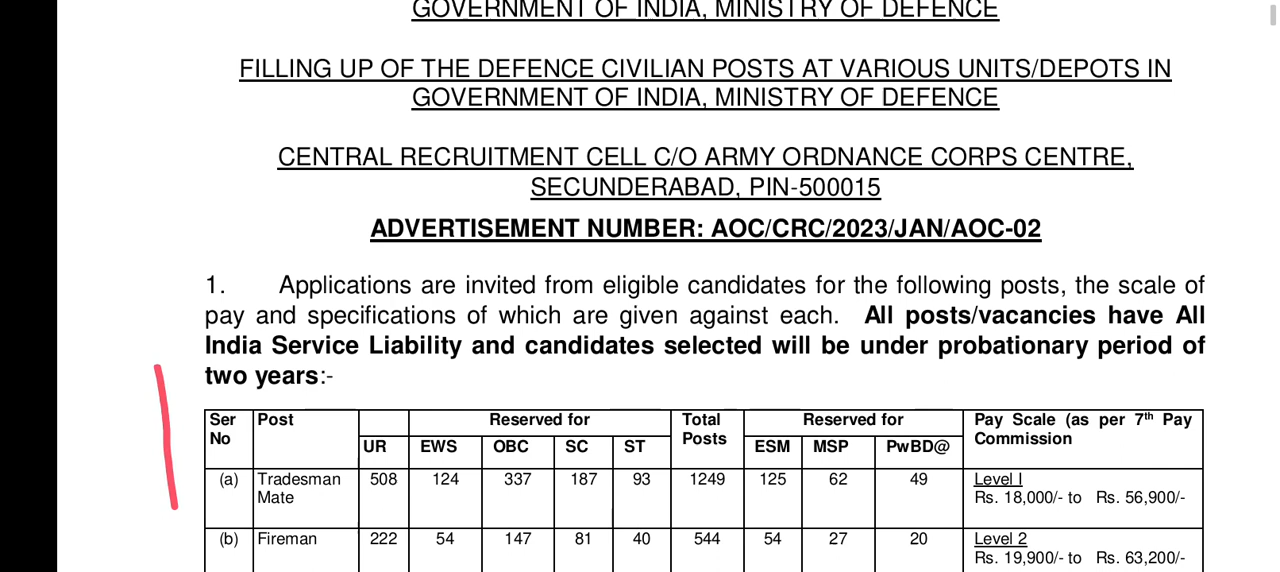 GOVERNMENT OF INDIA, MINISTRY OF DEFENCE
FILLING UP OF THE DEFENCE CIVILIAN POSTS AT VARIOUS UNITS/DEPOTS IN
GOVERNMENT OF INDIA, MINISTRY OF DEFENCE
CENTRAL RECRUITMENT CELL C/O ARMY ORDNANCE CORPS CENTRE,
SECUNDERABAD, PIN-500015
ADVERTISEMENT NUMBER: AOC/CRC/2023/JAN/AOC-02
1. Applications are invited from eligible candidates for the following posts, the scale of
pay and specifications of which are given against each. All posts/vacancies have All
India Service Liability and candidates selected will be under probationary period of
two years:-
Ser No Post Reserved for Total Posts Reserved for Pay Scale (as per 7th Pay Commission
UR EWS OBC SC ST ESM MSP PwBD@
(a) Tradesman Mate 508 124 337 187 93 1249 125 62 49 Level I Rs. 18,000/- to Rs. 56,900/-
(b) Fireman 222 54 147 81 40 544 54 27 20 Level 2 Rs. 19,900/- to Rs. 63,200/-